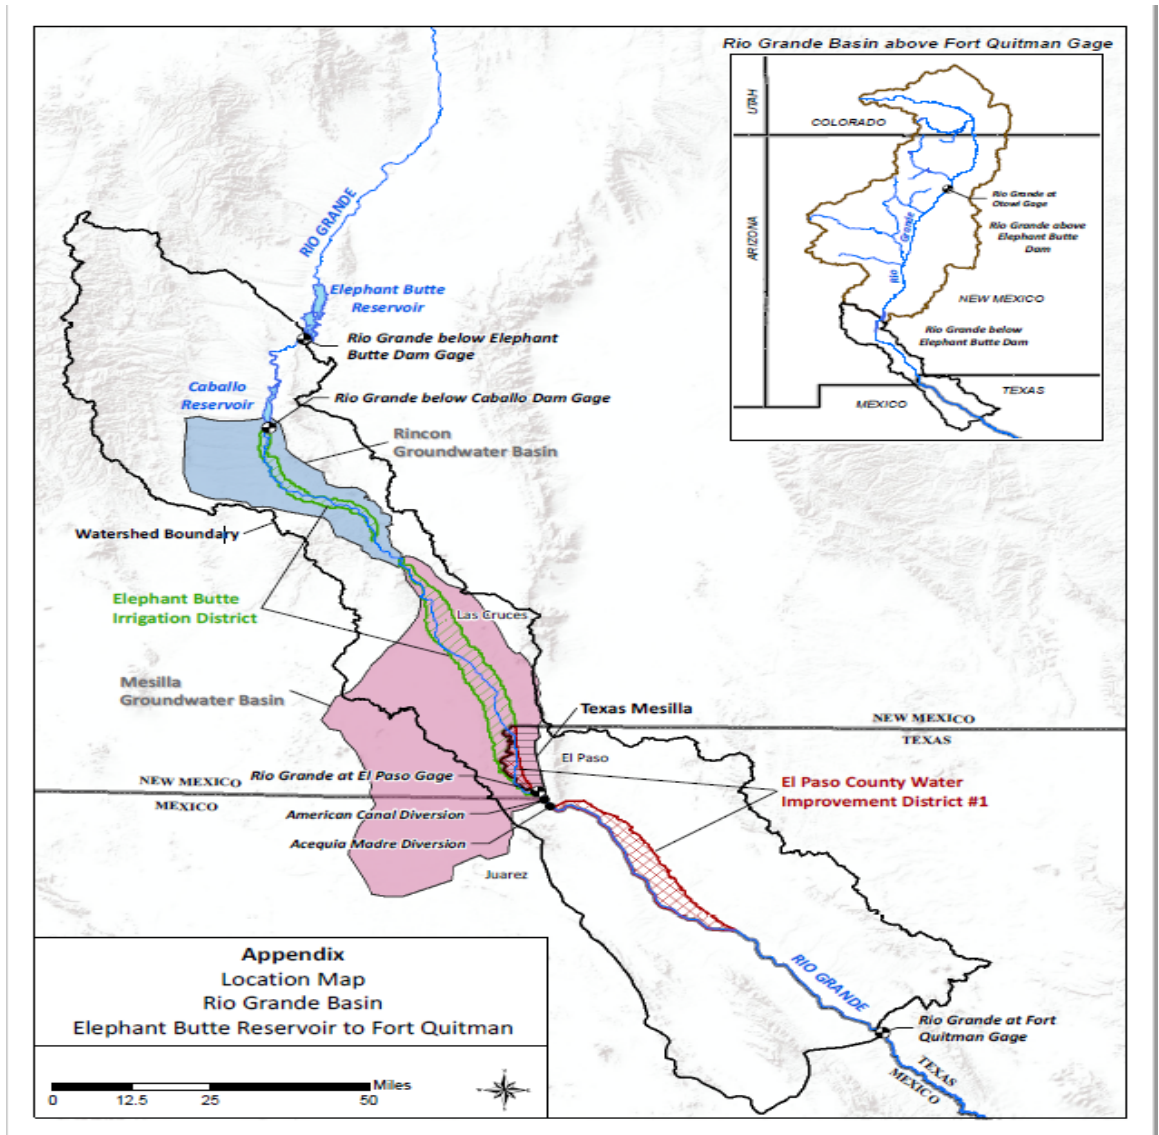 Rio Grande Basin above Fort Quitman Gage
UTAH
COLORADO
ARIZONA
Rio Grande at
Otowi Gage
Rio Grande above
Elephant Butte
Dam
Rio
Grande
NEW MEXICO
Rio Grande below
Elephant Butte Dam
TEXAS
MEXICO
RIO GRANDE
Elephant Butte
Reservoir
Rio Grande below Elephant
Butte Dam Gage
Caballo
Reservoir
Rio Grande below Caballo Dam Gage
Rincon
Groundwater Basin
Watershed Boundary
Elephant Butte
Irrigation District
Las Cruces
Mesilla
Groundwater Basin
Texas Mesilla
NEW MEXICO
TEXAS
El Paso
Rio Grande at El Paso Gage
NEW MEXICO
MEXICO
El Paso County Water
Improvement District #1
American Canal Diversion
Acequia Madre Diversion
Juarez
RIO GRANDE
Rio Grande at Fort
Quitman Gage
TEXAS
MEXICO
Appendix
Location Map
Rio Grande Basin
Elephant Butte Reservoir to Fort Quitman
Miles
0 12.5 25 50